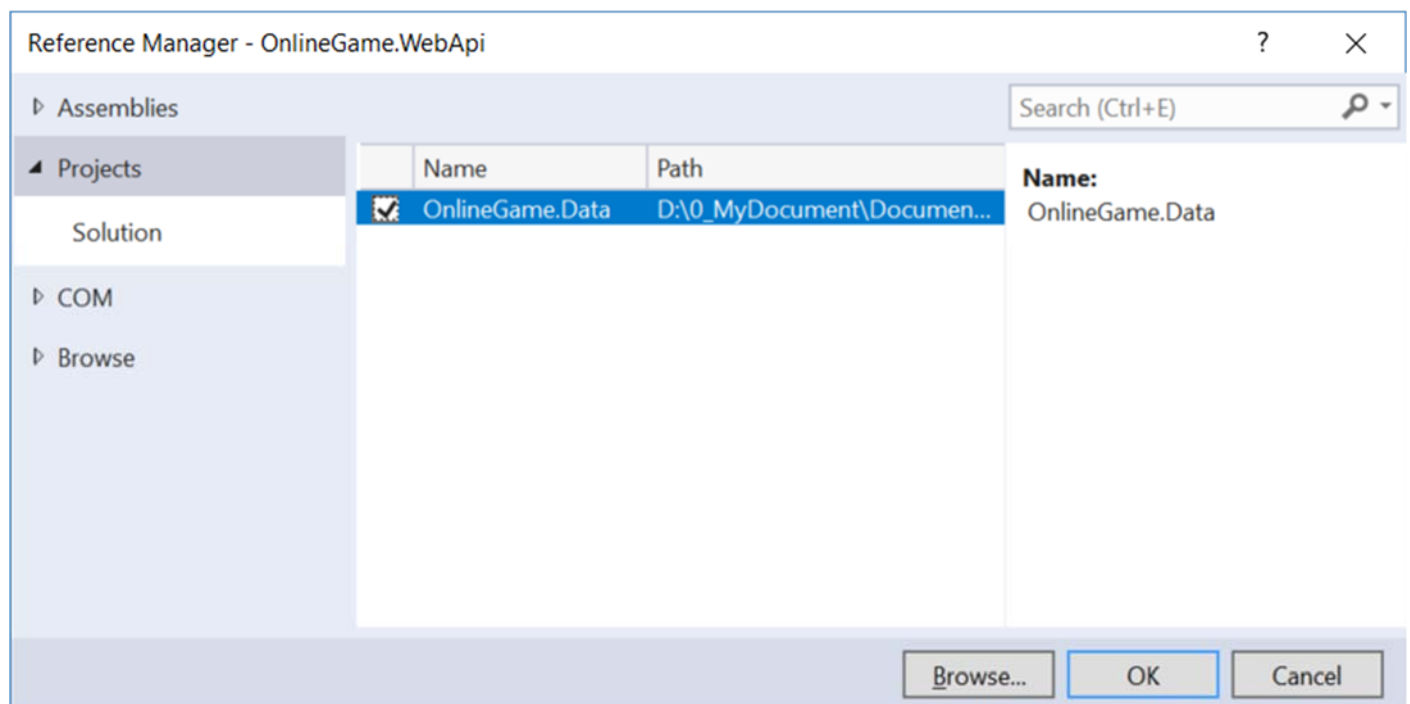 Reference Manager - OnlineGame.WebApi ? ×
Assemblies
Search (Ctrl+E)
Projects
Solution
COM
Browse
Name Path
OnlineGame.Data D:\0_MyDocument\Documen...
Name:
OnlineGame.Data
Browse... OK Cancel